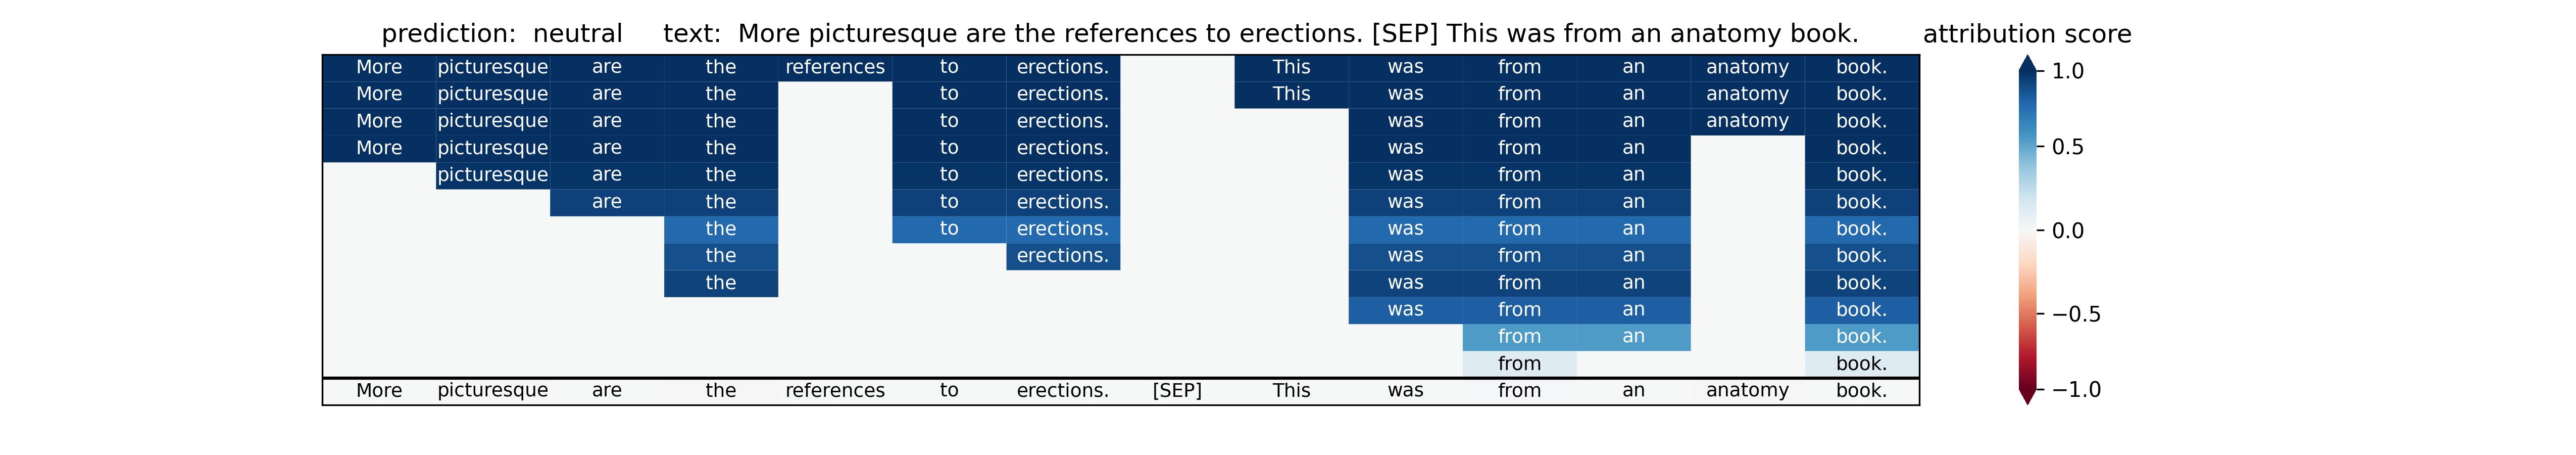 prediction: neutral text: More picturesque are the references to erections. [SEP] This was from an anatomy book. attribution score
More picturesque are the references to erections. This was from an anatomy book. 1.0
More picturesque are the to erections. This was from an anatomy book.
More picturesque are the to erections. was from an anatomy book.
More picturesque are the to erections. was from an book. 0.5
picturesque are the to erections. was from an book.
are the to erections. was from an book.
the to erections. was from an book. 0.0
the erections. was from an book.
the was from an book.
was from an book. −0.5
from an book.
from book.
More picturesque are the references to erections. [SEP] This was from an anatomy book. −1.0